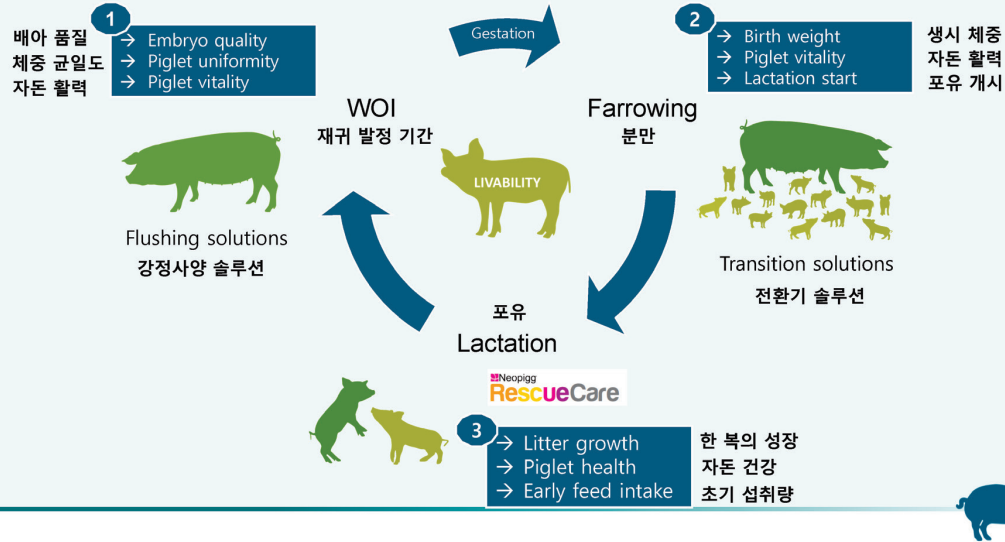 1
배아 품질
체중 균일도
자돈 활력
→ Embryo quality
→ Piglet uniformity
→ Piglet vitality
Gestation
2
→ Birth weight
→ Piglet vitality
→ Lactation start
생시 체중
자돈 활력
포유 개시
WOI
재귀 발정 기간
Farrowing
분만
LIVABILITY
Flushing solutions
강정사양 솔루션
Transition solutions
전환기 솔루션
포유
Lactation
Neopigg
RescueCare
3
→ Litter growth
→ Piglet health
→ Early feed intake
한 복의 성장
자돈 건강
초기 섭취량